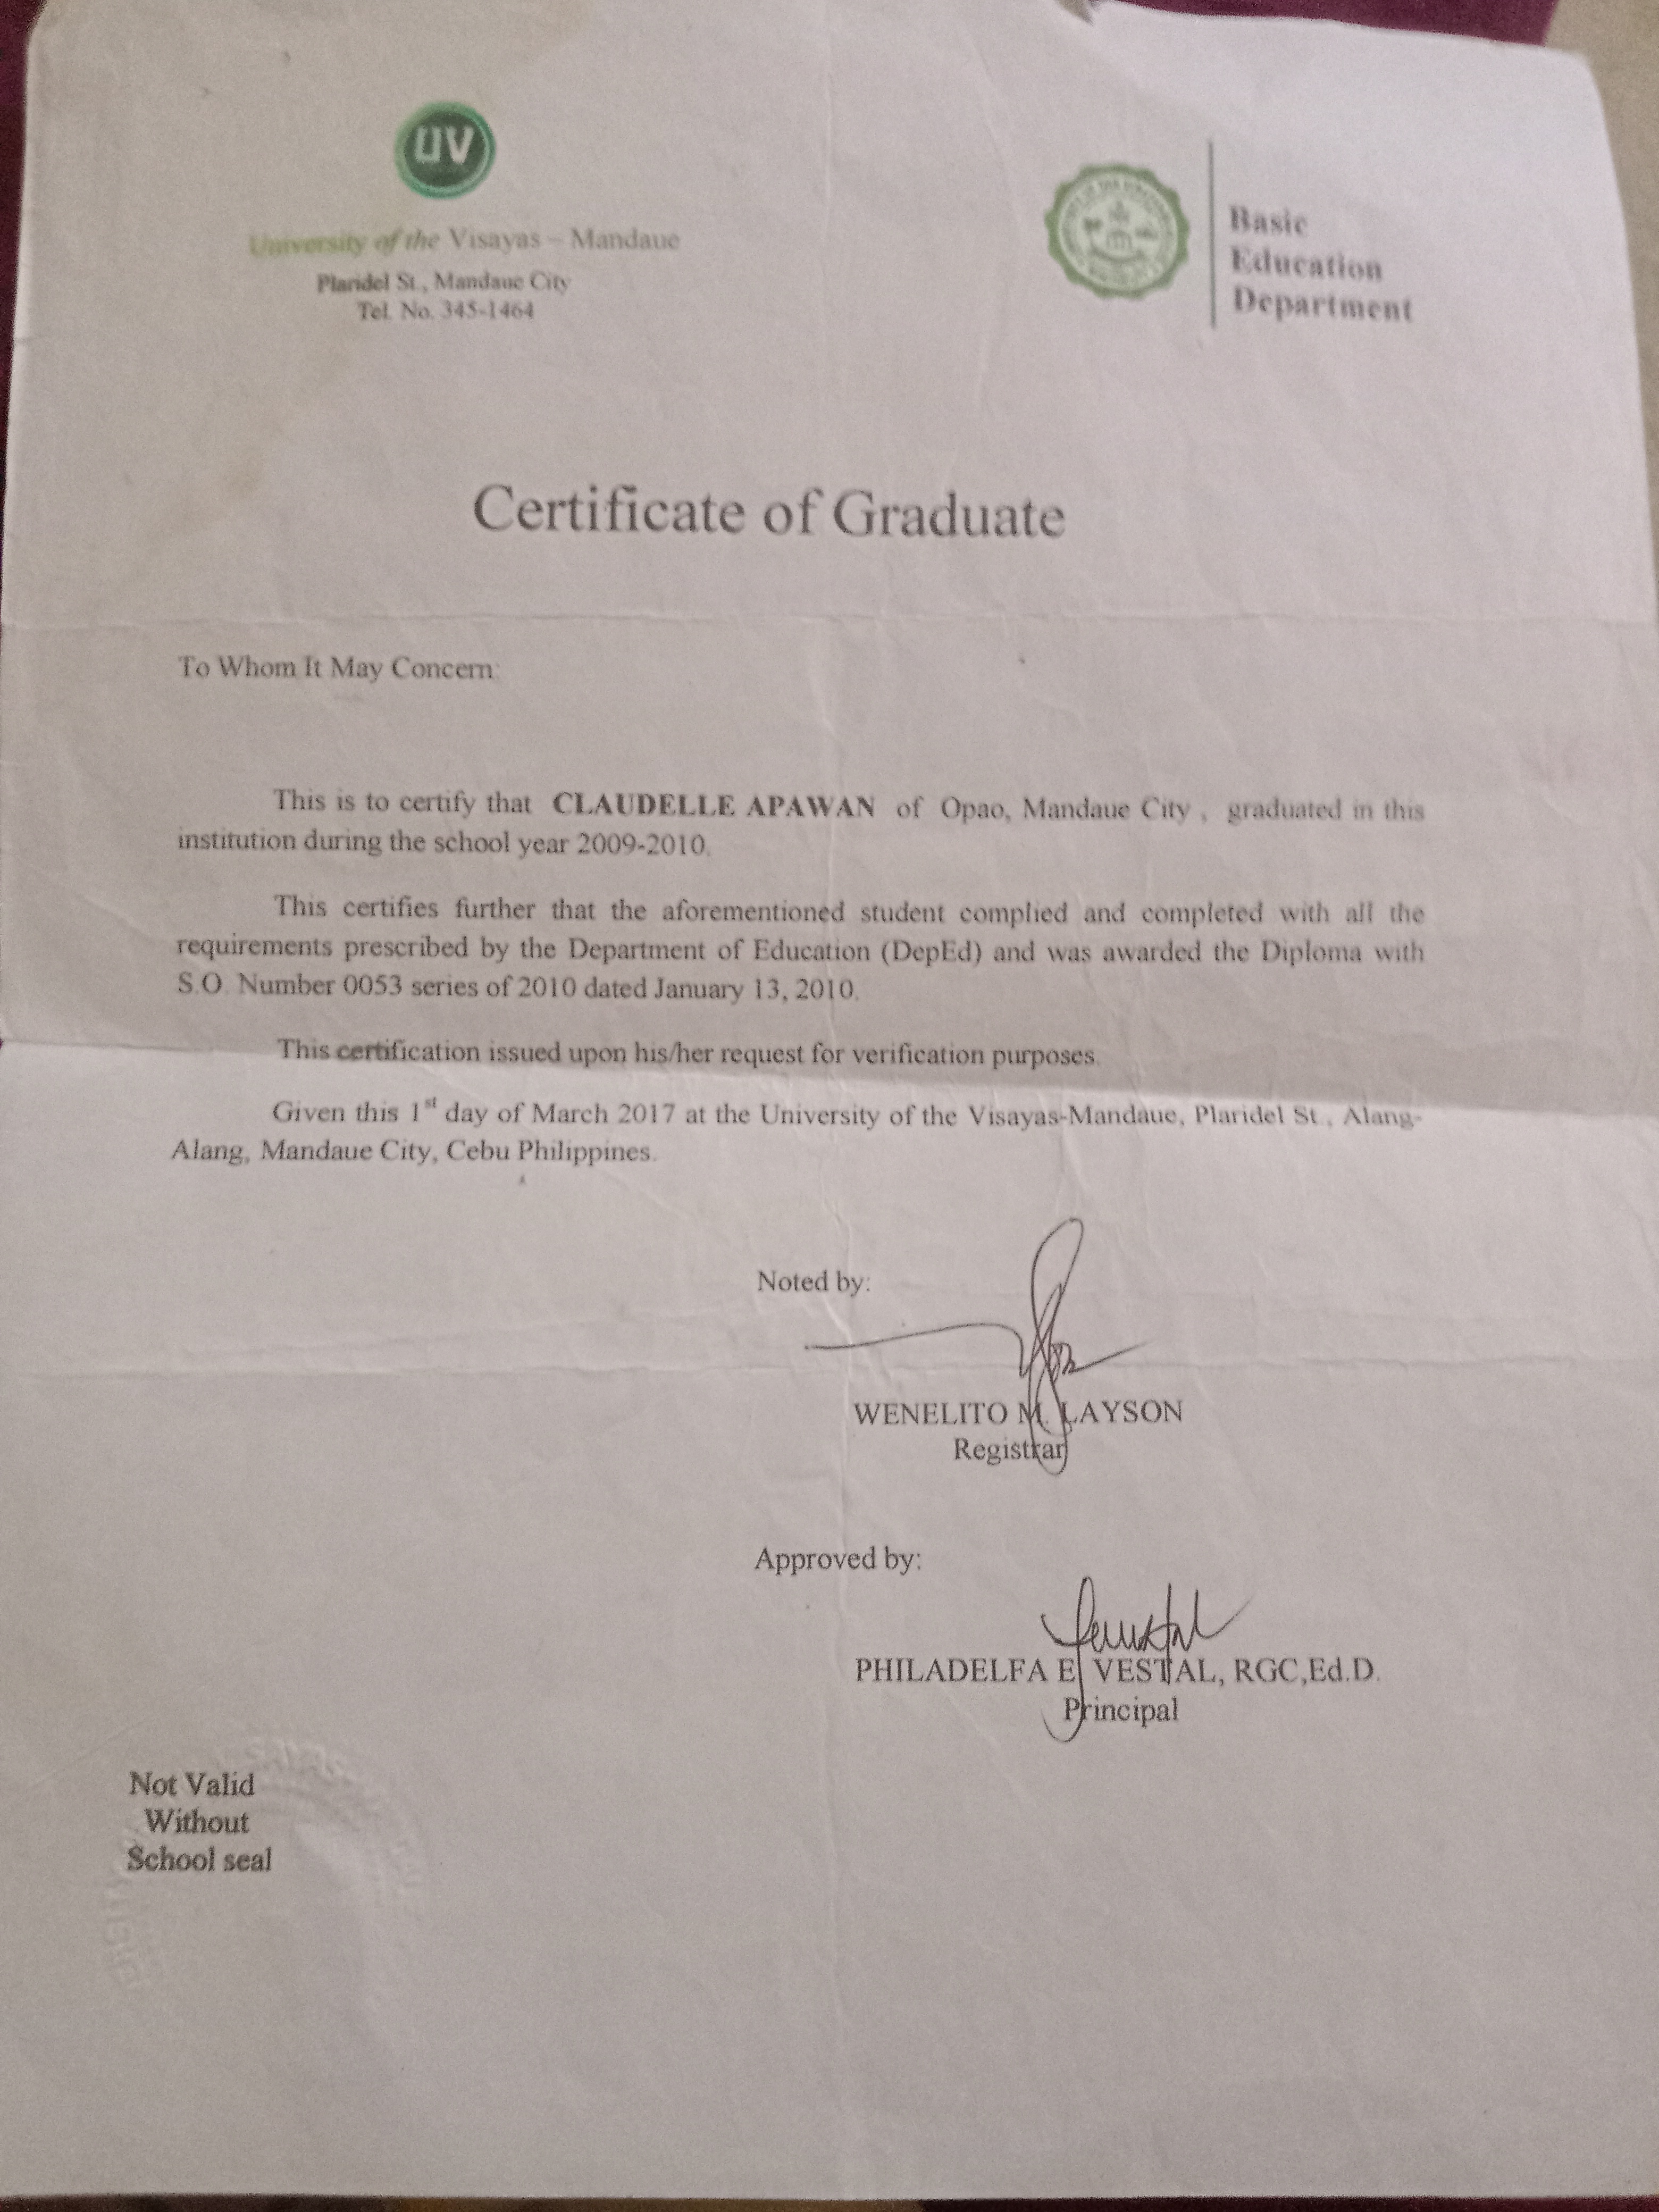 UV
University of the Visayas – Mandaue
Plaridel St., Mandaue City
Tel. No. 345-1464
Basic
Education
Department
Certificate of Graduate
To Whom It May Concern:
This is to certify that CLAUDELLE APAWAN of Opao, Mandaue City , graduated in this
institution during the school year 2009-2010.
This certifies further that the aforementioned student complied and completed with all the
requirements prescribed by the Department of Education (DepEd) and was awarded the Diploma with
S.O. Number 0053 series of 2010 dated January 13, 2010.
This certification issued upon his/her request for verification purposes.
Given this 1st day of March 2017 at the University of the Visayas-Mandaue, Plaridel St., Alang-
Alang, Mandaue City, Cebu Philippines.
Noted by:
WENELITO M. LAYSON
Registrar
Approved by:
PHILADELFA E. VESTAL, RGC,Ed.D.
Principal
Not Valid
Without
School seal